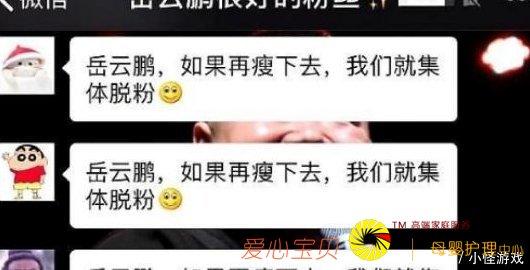 微信
岳云鹏很好的粉丝
岳云鹏，如果再瘦下去，我们就集
体脱粉
岳云鹏，如果再瘦下去，我们就集
体脱粉
TM 高端家庭服务
爱心宝贝 母婴护理中心
小怪游戏